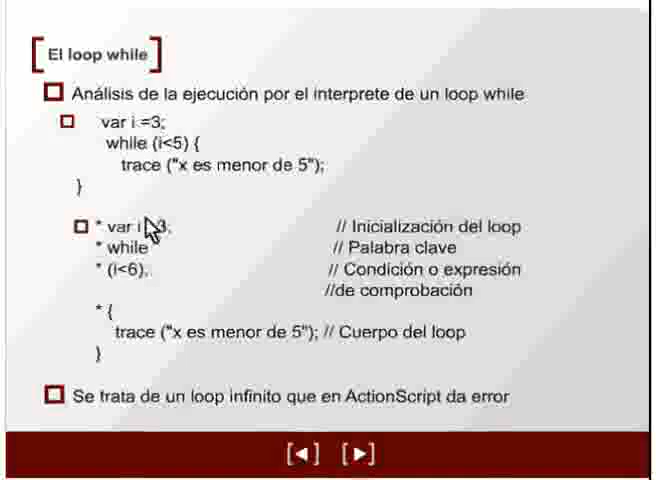 El loop while
Análisis de la ejecución por el interprete de un loop while
var i =3;
while (i<5) {
trace ("x es menor de 5");
}
* var i 3; // Inicialización del loop
* while // Palabra clave
* (i<6), // Condición o expresión
//de comprobación
* {
trace ("x es menor de 5"); // Cuerpo del loop
}
Se trata de un loop infinito que en ActionScript da error